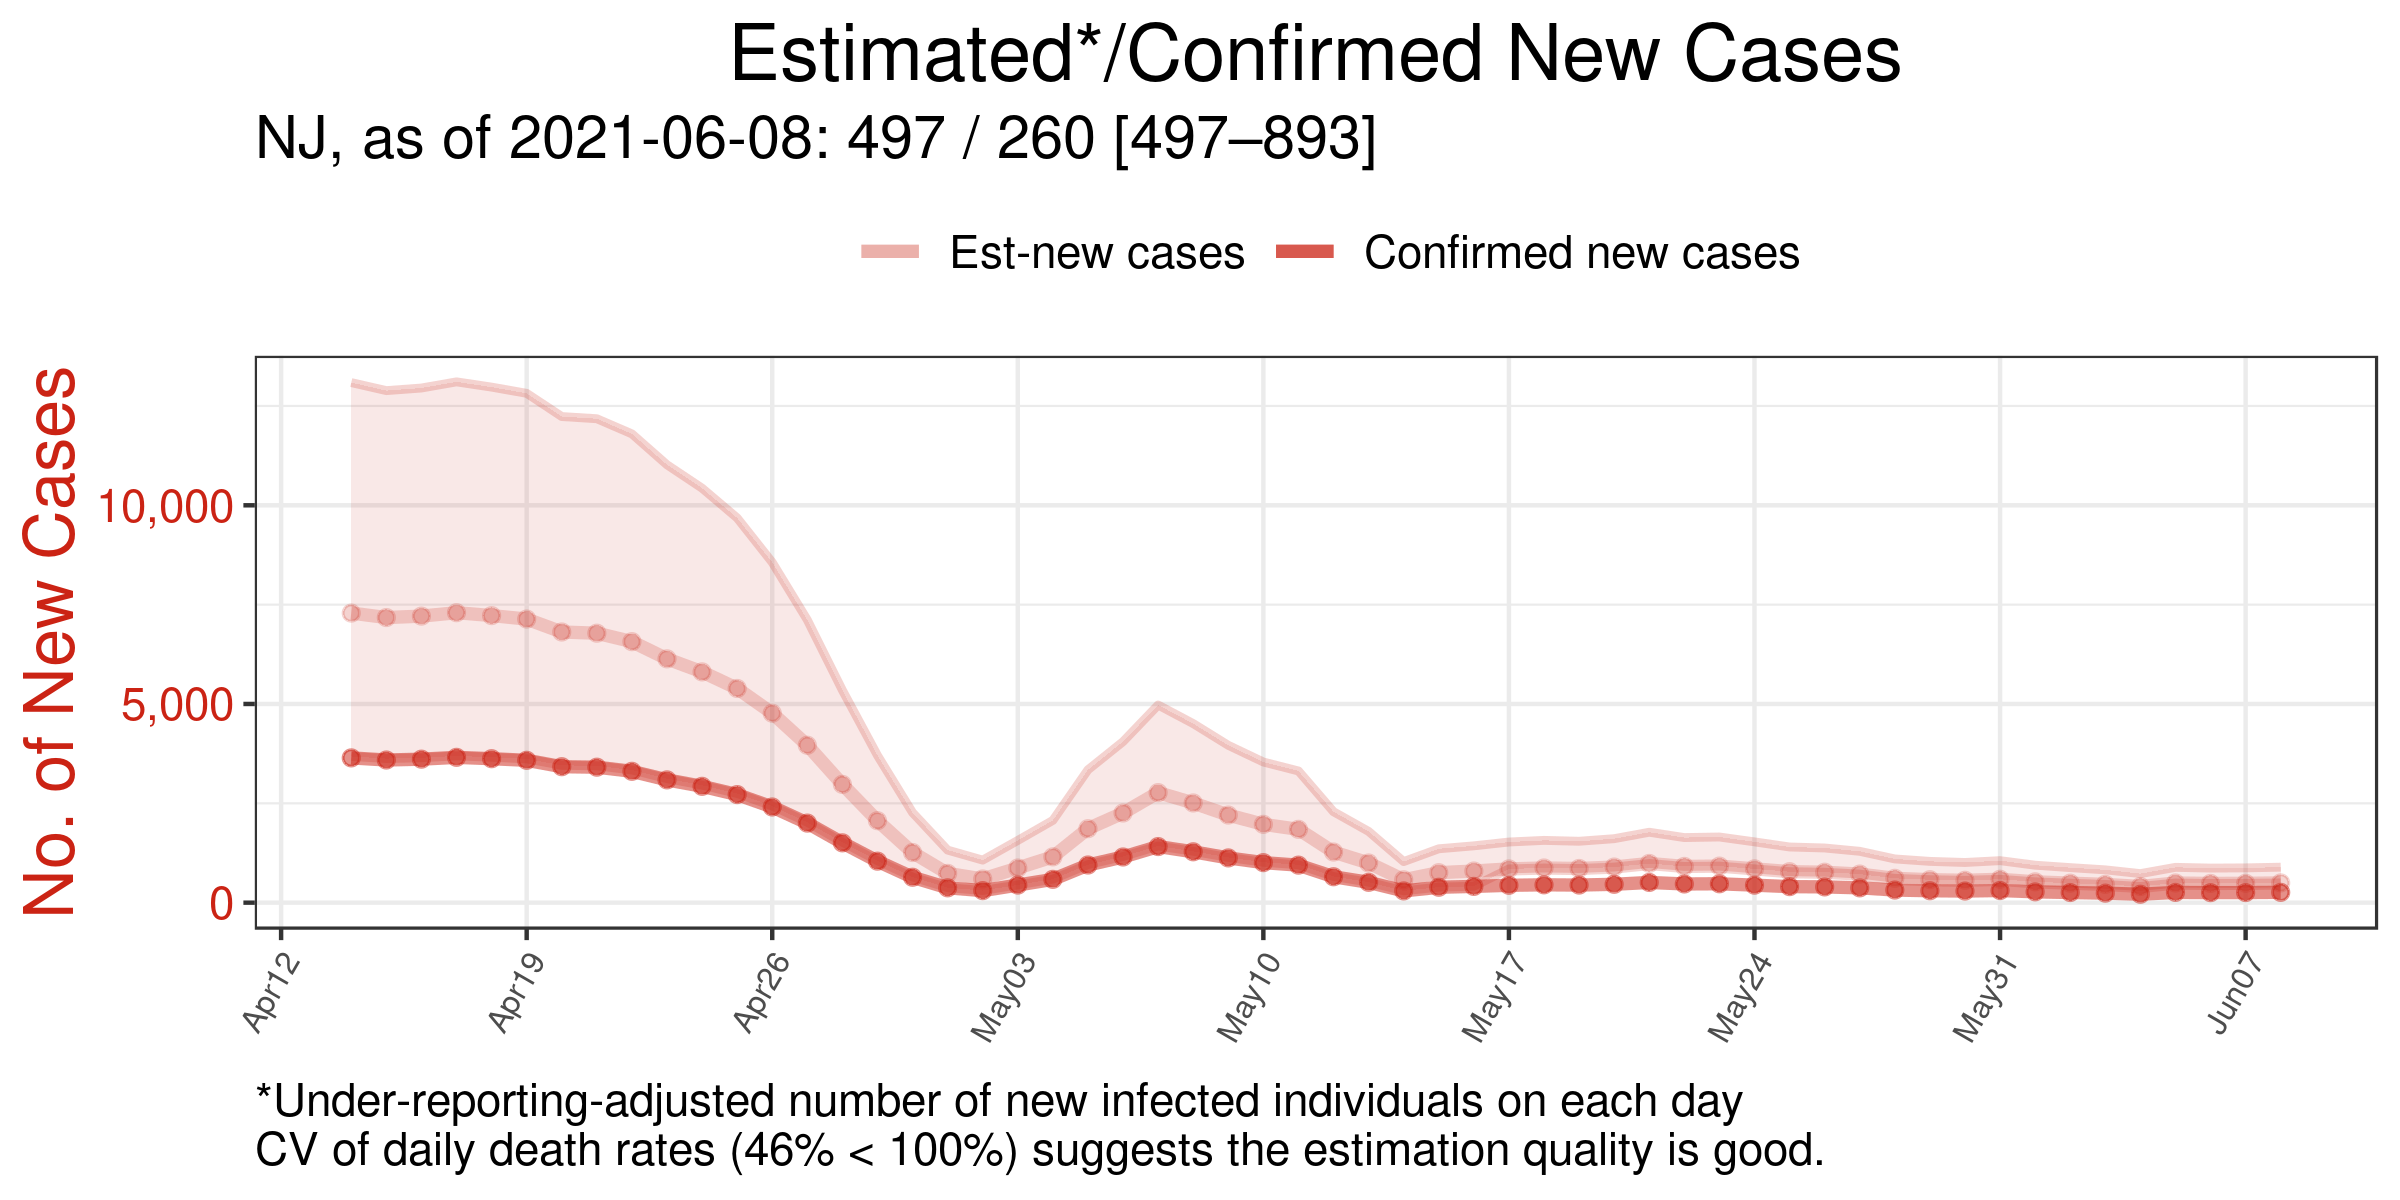 Estimated*/Confirmed New Cases
NJ, as of 2021-06-08: 497 / 260 [497–893]
Est-new cases Confirmed new cases
No. of New Cases
10,000
5,000
0
Apr12 Apr19 Apr26 May03 May10 May17 May24 May31 Jun07
*Under-reporting-adjusted number of new infected individuals on each day
CV of daily death rates (46% < 100%) suggests the estimation quality is good.